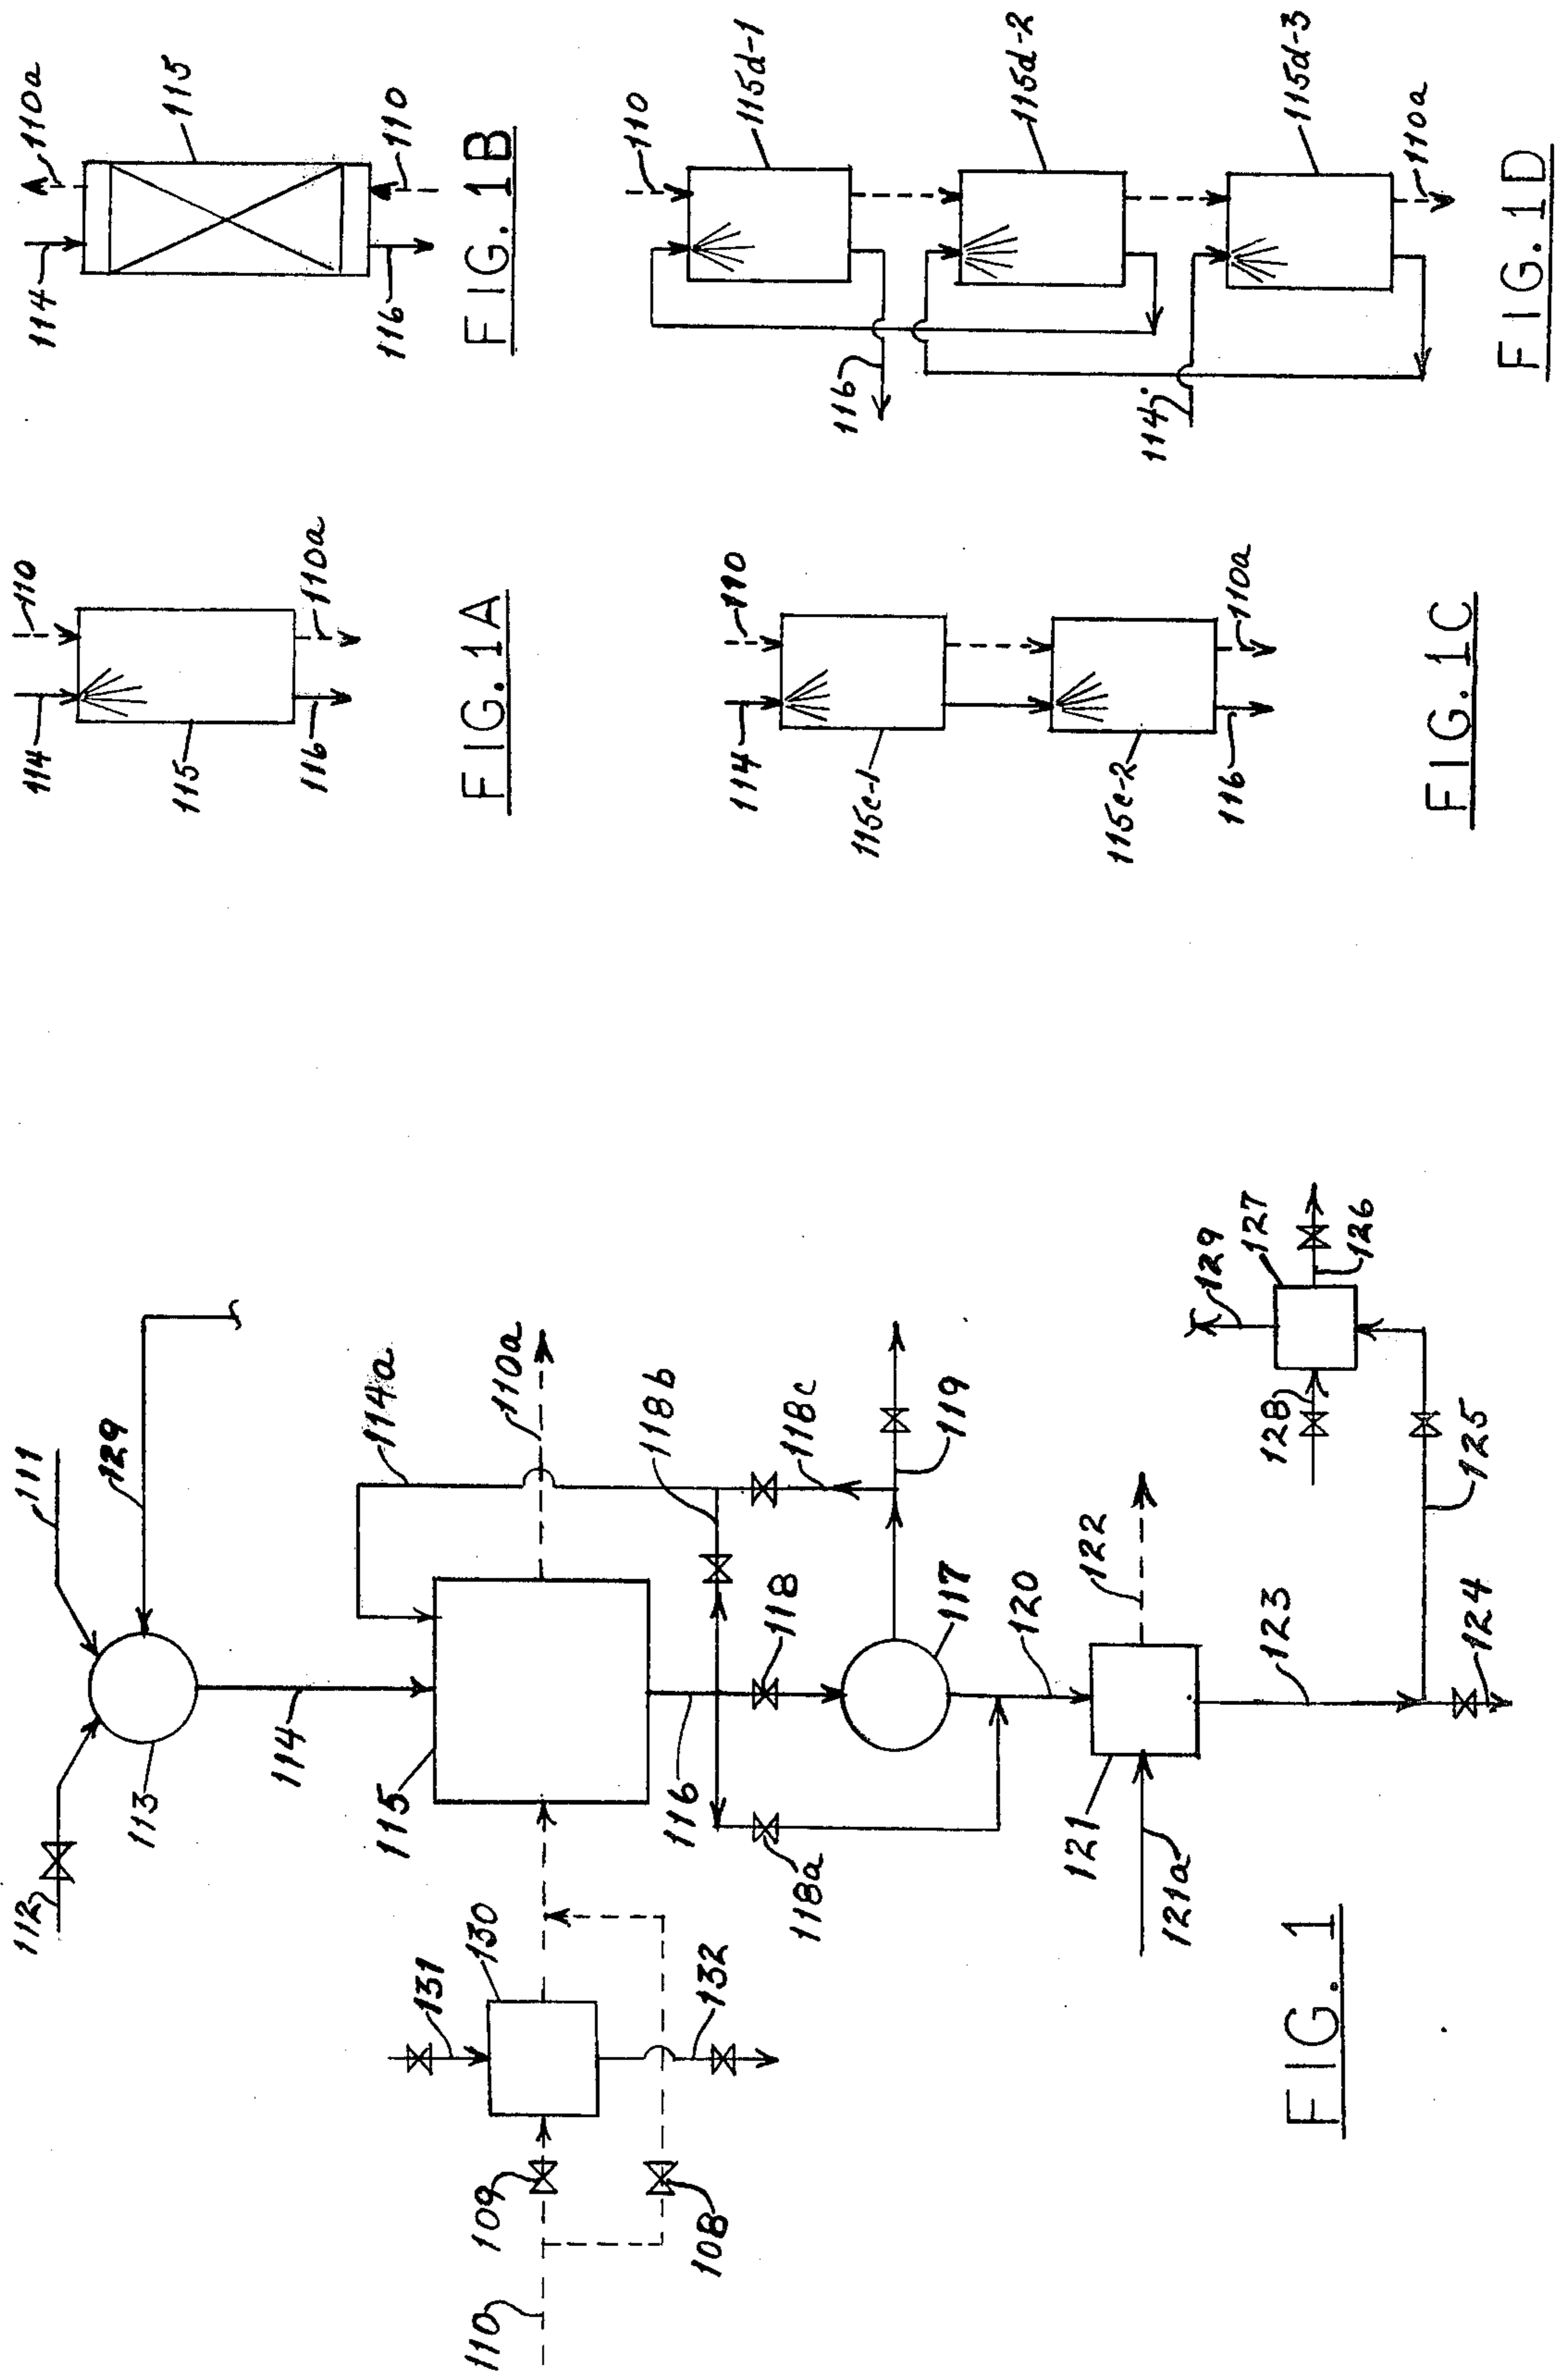 112
111
129
113
114
114a
110a
115
131
130
109
110
108
132
116
118b
118c
118
118a
119
117
120
121
121a
122
123
124
125
128
129
127
126
FIG. 1
114
110
115
116
110a
FIG. 1A
114
110a
115
116
110
FIG. 1B
114
110
115c-1
115c-2
116
110a
FIG. 1C
110
115d-1
116
115d-2
114
115d-3
110a
FIG. 1D